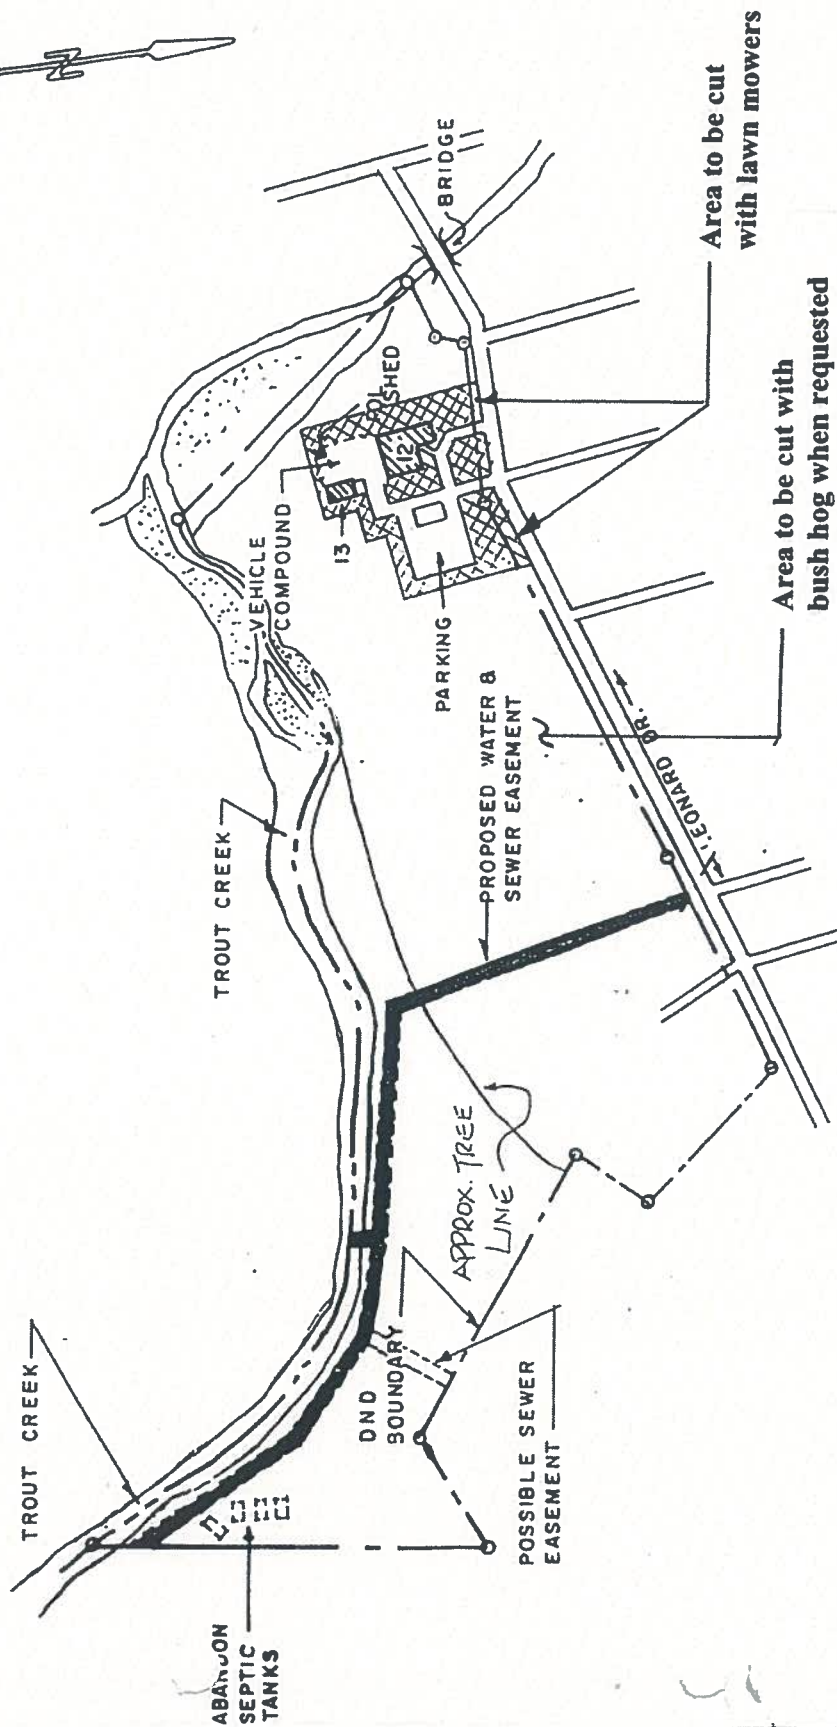 N
TROUT CREEK
ABANDON
SEPTIC
TANKS
DND
BOUNDARY
POSSIBLE SEWER
EASEMENT
APPROX. TREE
LINE
TROUT CREEK
PROPOSED WATER &
SEWER EASEMENT
VEHICLE
COMPOUND
13
12
POL
SHED
PARKING
BRIDGE
LEONARD DR.
Area to be cut
with lawn mowers
Area to be cut with
bush hog when requested